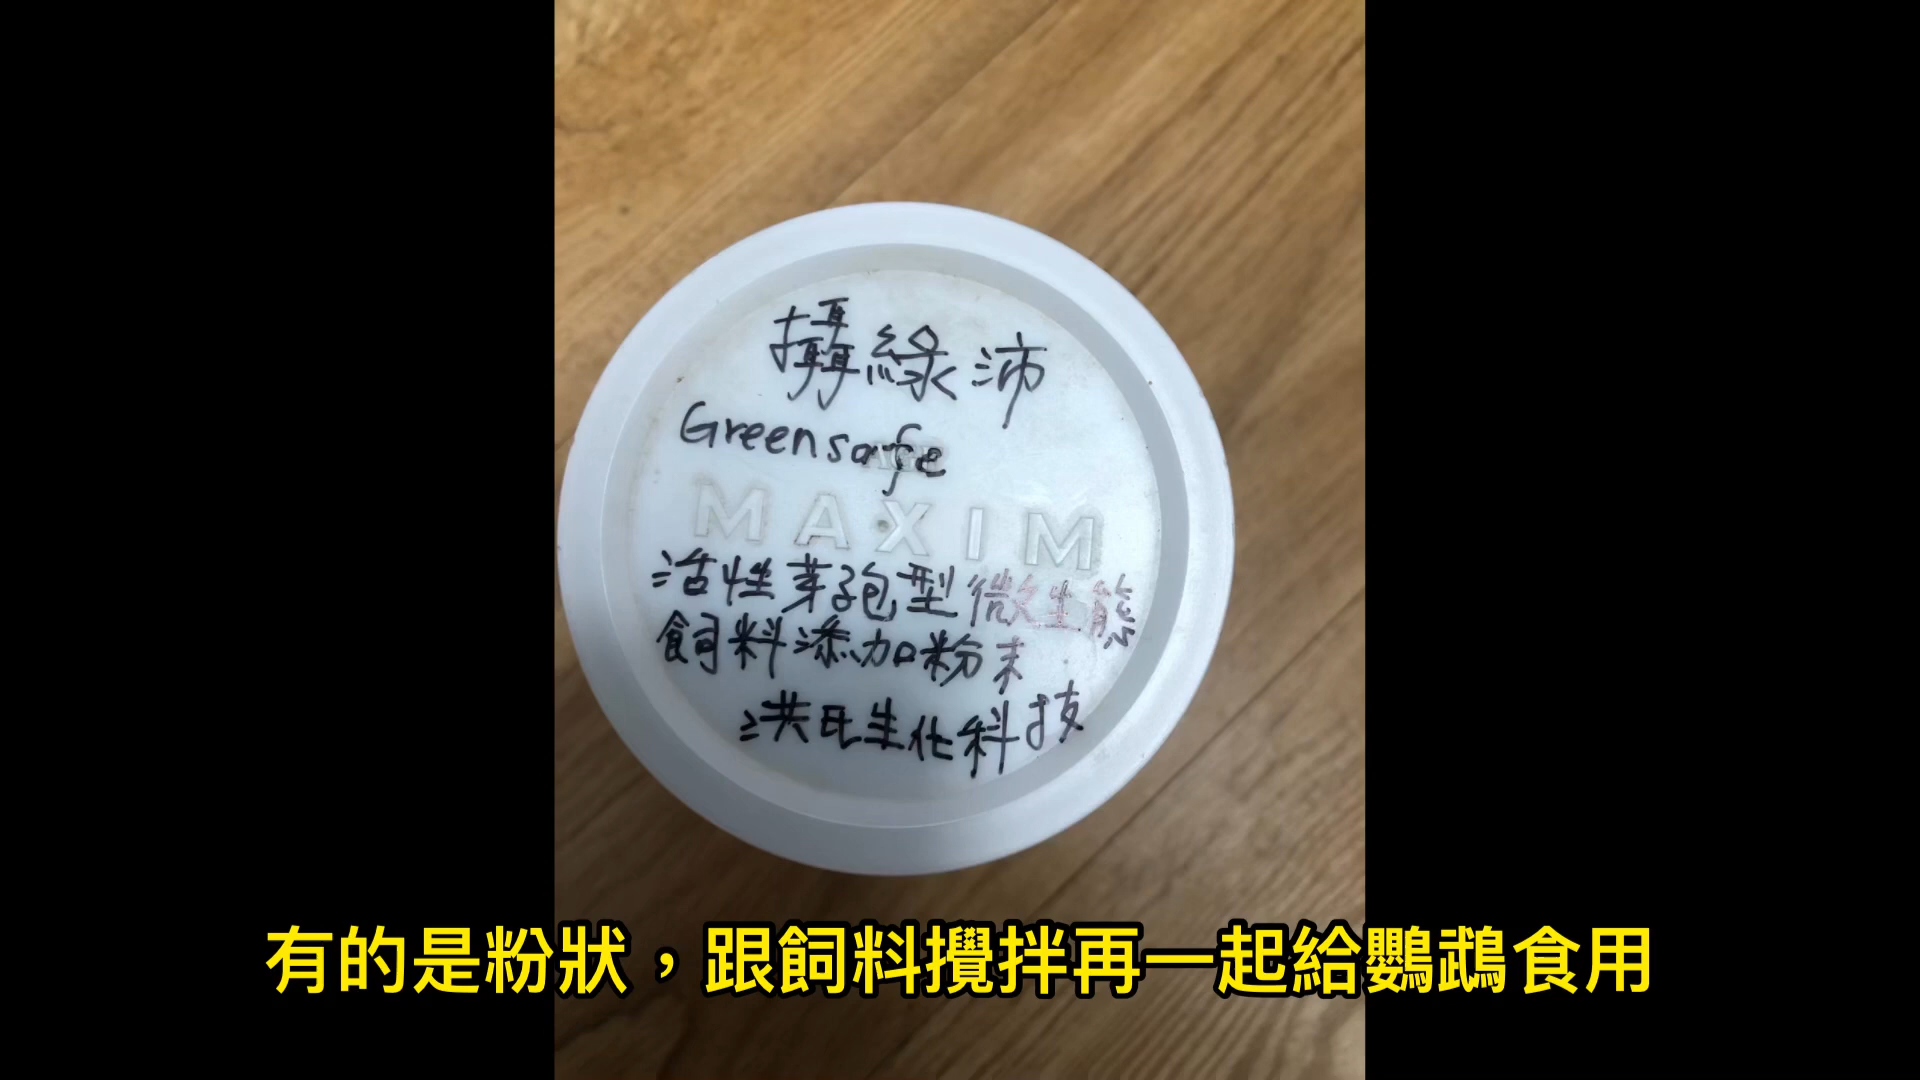 攝綠沛
Greensafe
AGF
MAXIM
活性芽孢型微生態
飼料添加粉末
洪氏生化科技
有的是粉狀，跟飼料攪拌再一起給鸚鵡食用